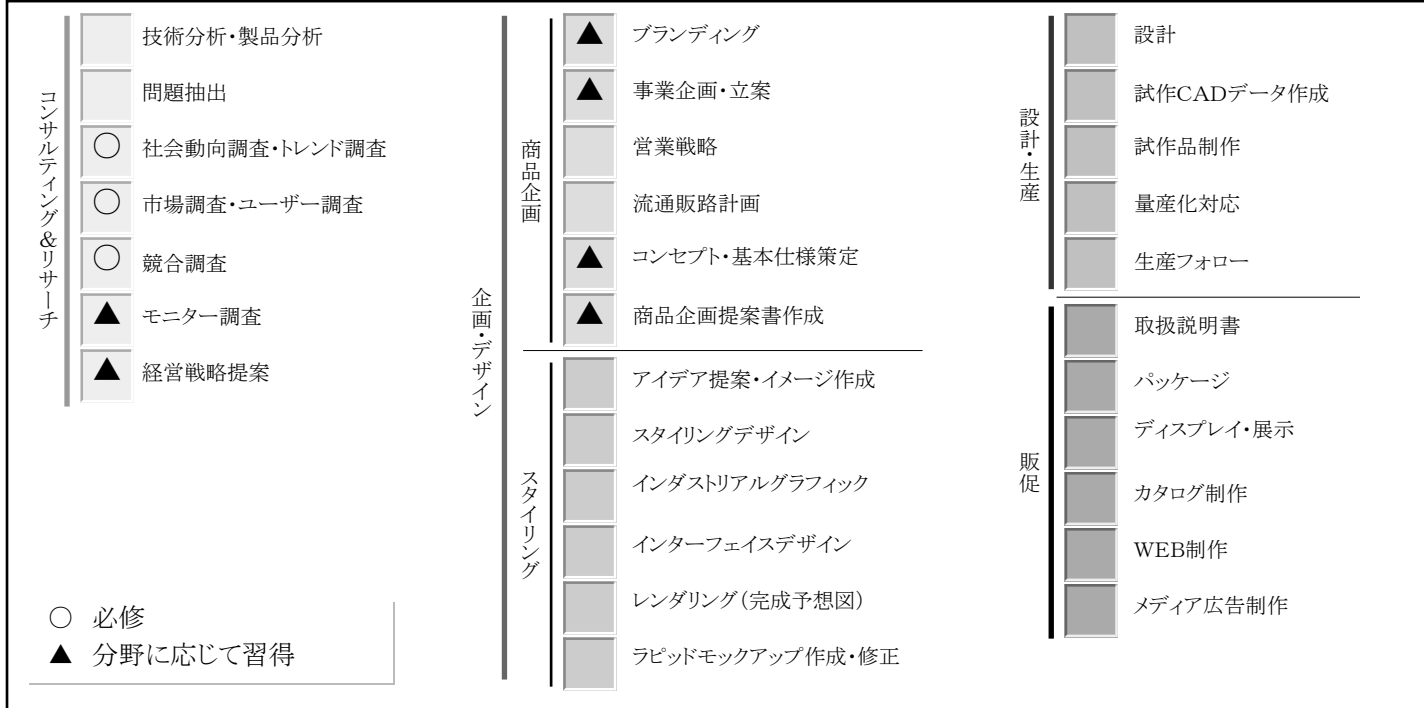 コンサルティング&リサーチ
技術分析・製品分析
問題抽出
○ 社会動向調査・トレンド調査
○ 市場調査・ユーザー調査
○ 競合調査
▲ モニター調査
▲ 経営戦略提案
企画・デザイン
商品企画
▲ ブランディング
▲ 事業企画・立案
営業戦略
流通販路計画
▲ コンセプト・基本仕様策定
▲ 商品企画提案書作成
スタイリング
アイデア提案・イメージ作成
スタイリングデザイン
インダストリアルグラフィック
インターフェイスデザイン
レンダリング(完成予想図)
ラピッドモックアップ作成・修正
設計・生産
設計
試作CADデータ作成
試作品制作
量産化対応
生産フォロー
販促
取扱説明書
パッケージ
ディスプレイ・展示
カタログ制作
WEB制作
メディア広告制作
○ 必修
▲ 分野に応じて習得